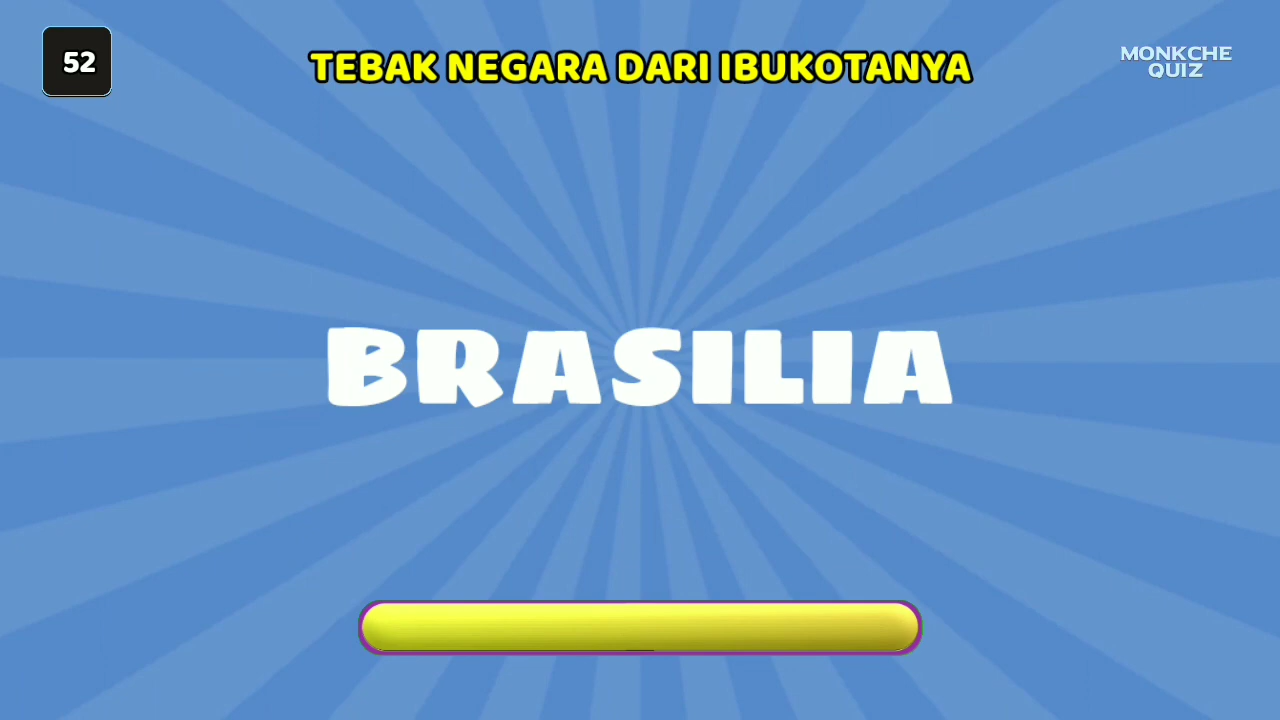 52
TEBAK NEGARA DARI IBUKOTANYA
MONKCHE
QUIZ
BRASILIA